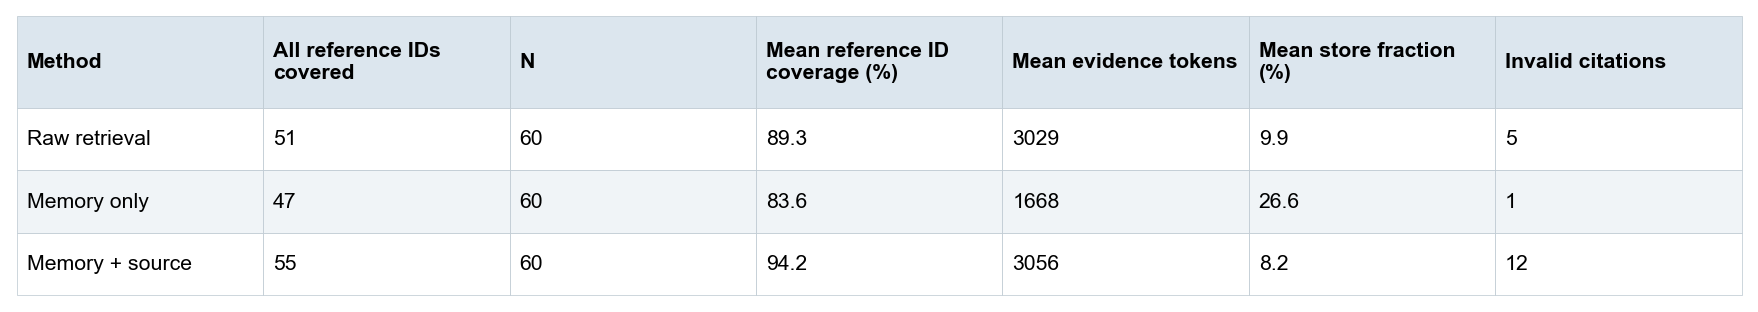 Method	All reference IDs covered	N	Mean reference ID coverage (%)	Mean evidence tokens	Mean store fraction (%)	Invalid citations
Raw retrieval	51	60	89.3	3029	9.9	5
Memory only	47	60	83.6	1668	26.6	1
Memory + source	55	60	94.2	3056	8.2	12